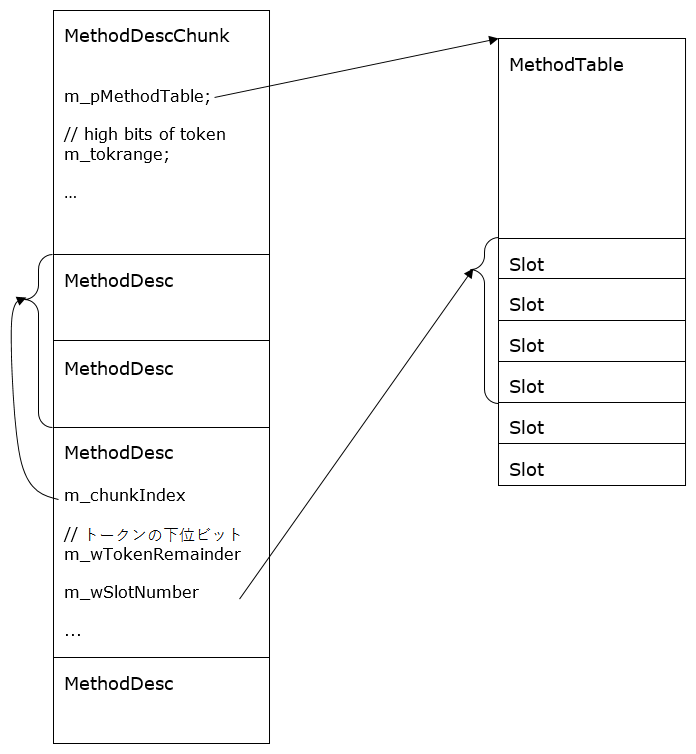 MethodDescChunk
m_pMethodTable;
// high bits of token
m_tokrange;
…
MethodDesc
MethodDesc
MethodDesc
m_chunkIndex
// トークンの下位ビット
m_wTokenRemainder
m_wSlotNumber
...
MethodDesc
MethodTable
Slot
Slot
Slot
Slot
Slot
Slot